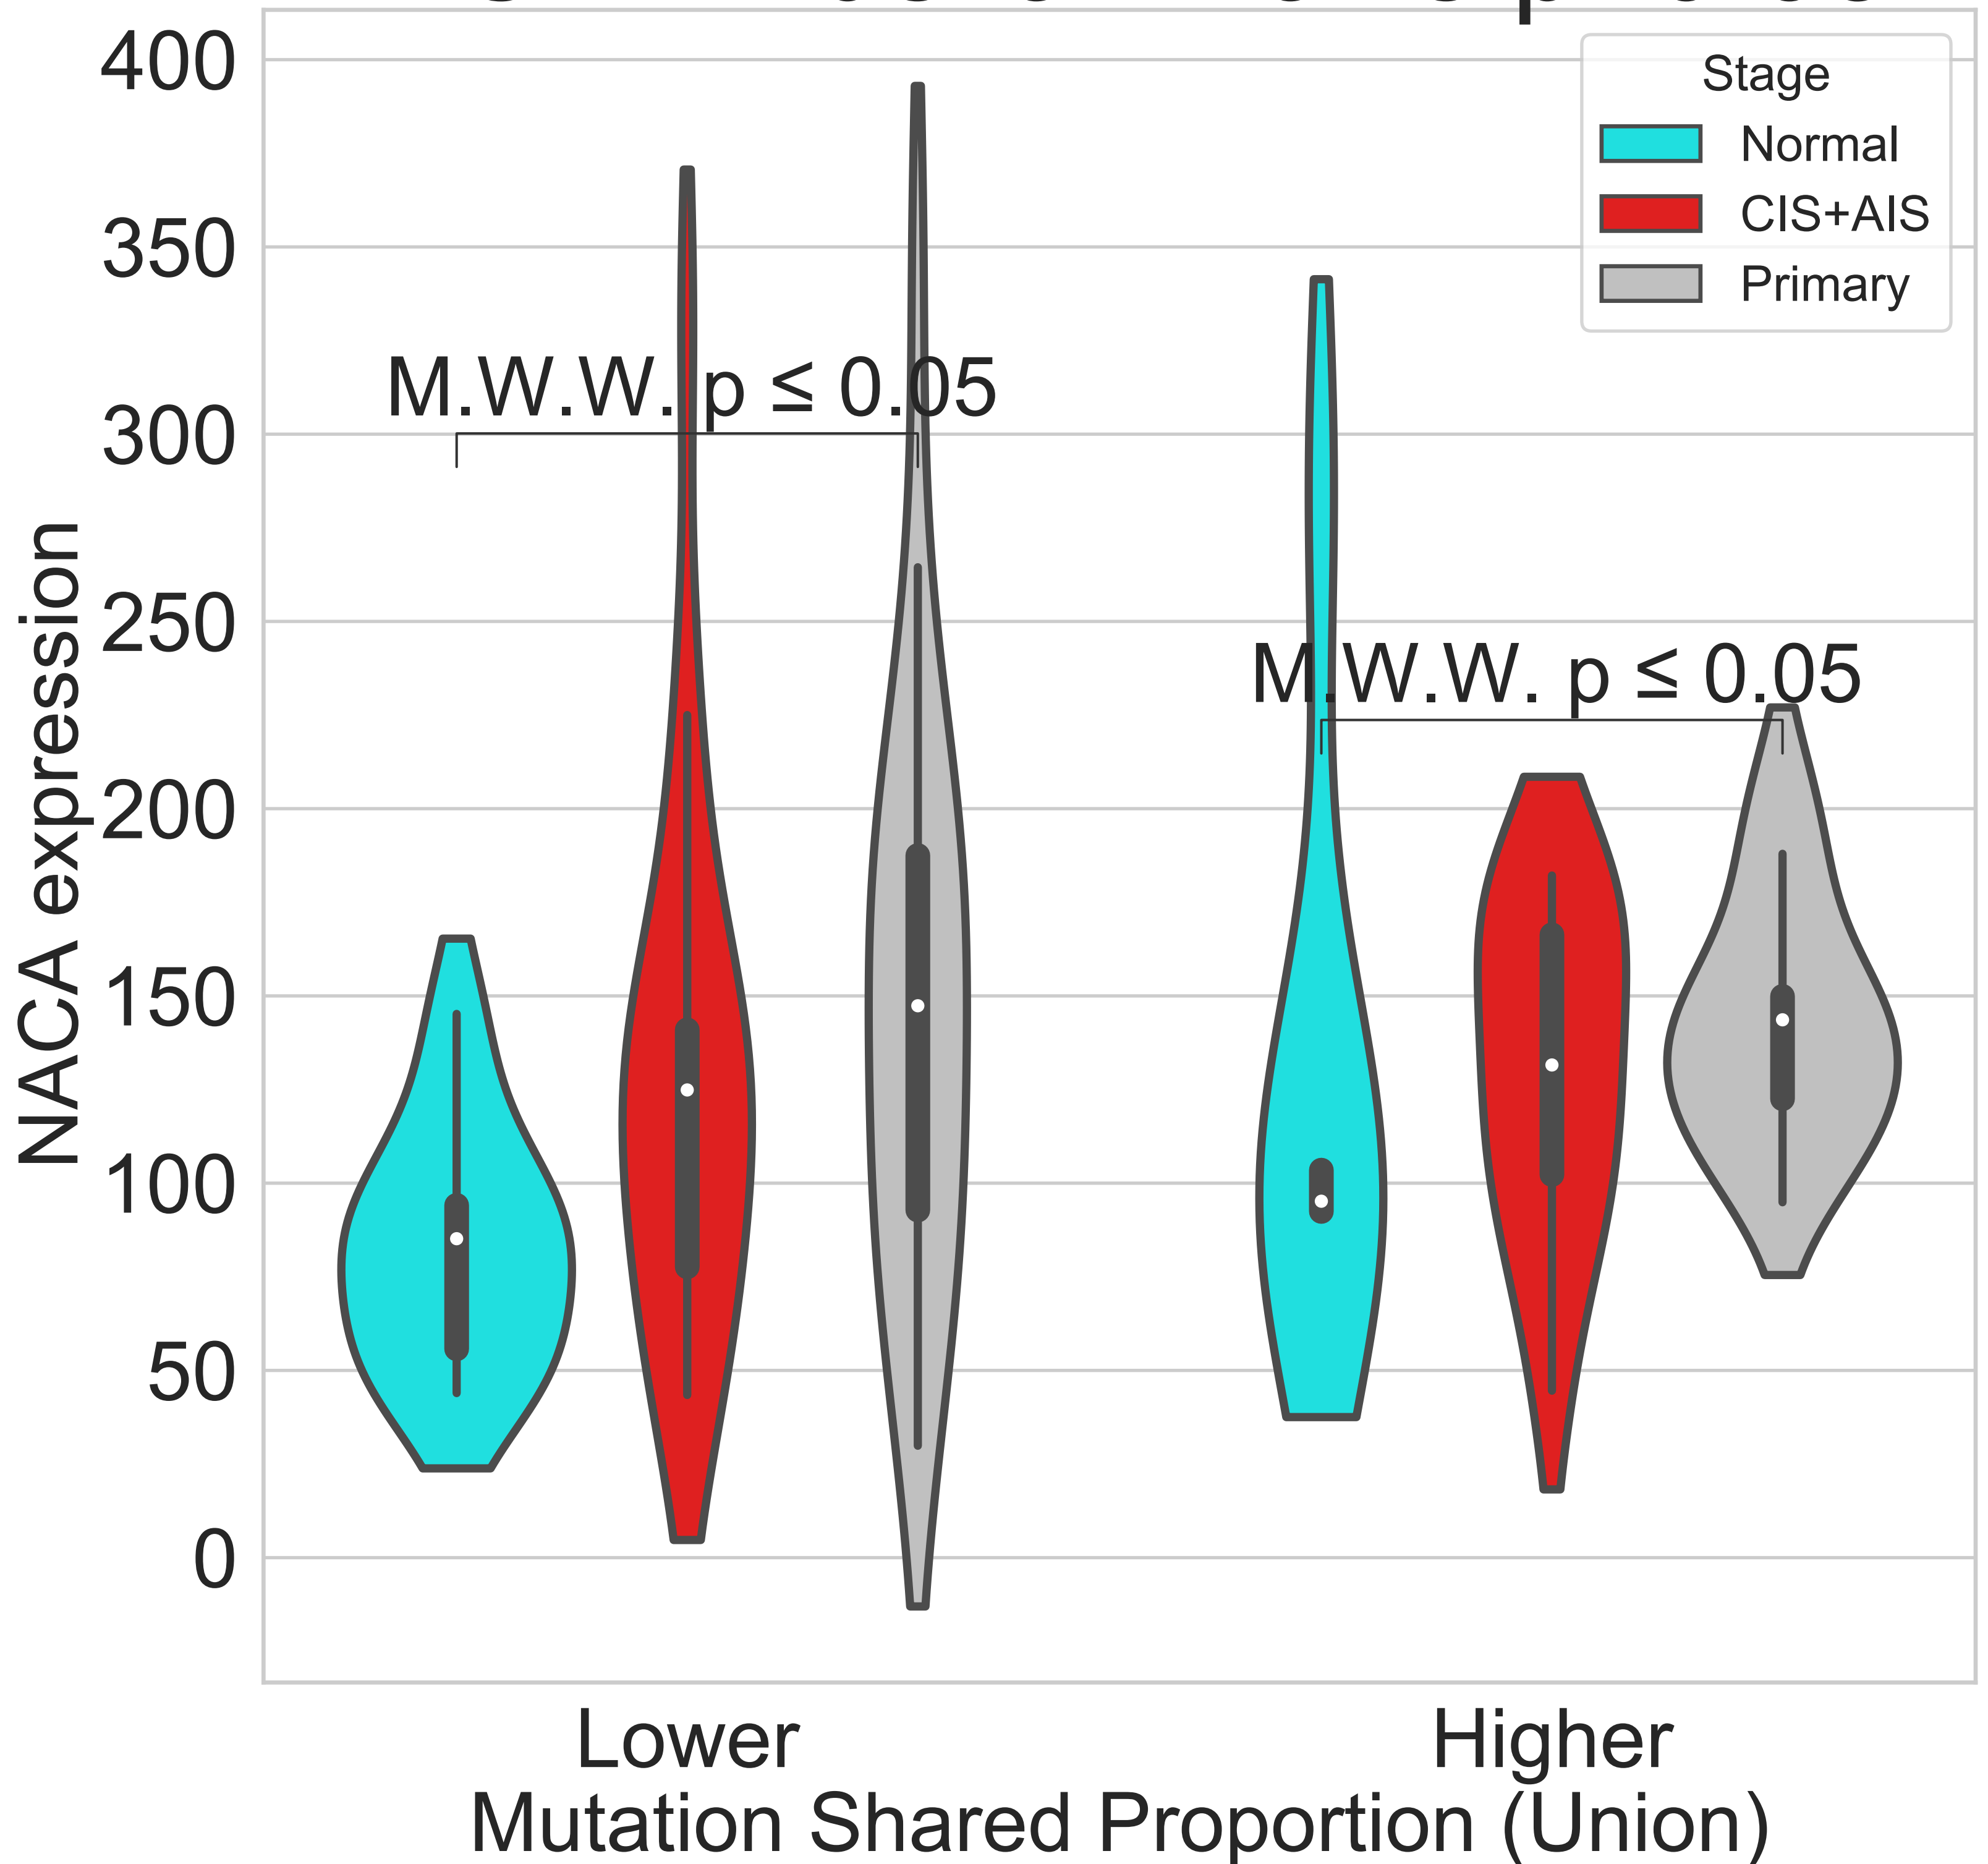 Stage
Normal
CIS+AIS
Primary
400
350
300
250
200
150
100
50
0
NACA expression
M.W.W. p ≤ 0.05
M.W.W. p ≤ 0.05
Lower
Higher
Mutation Shared Proportion (Union)